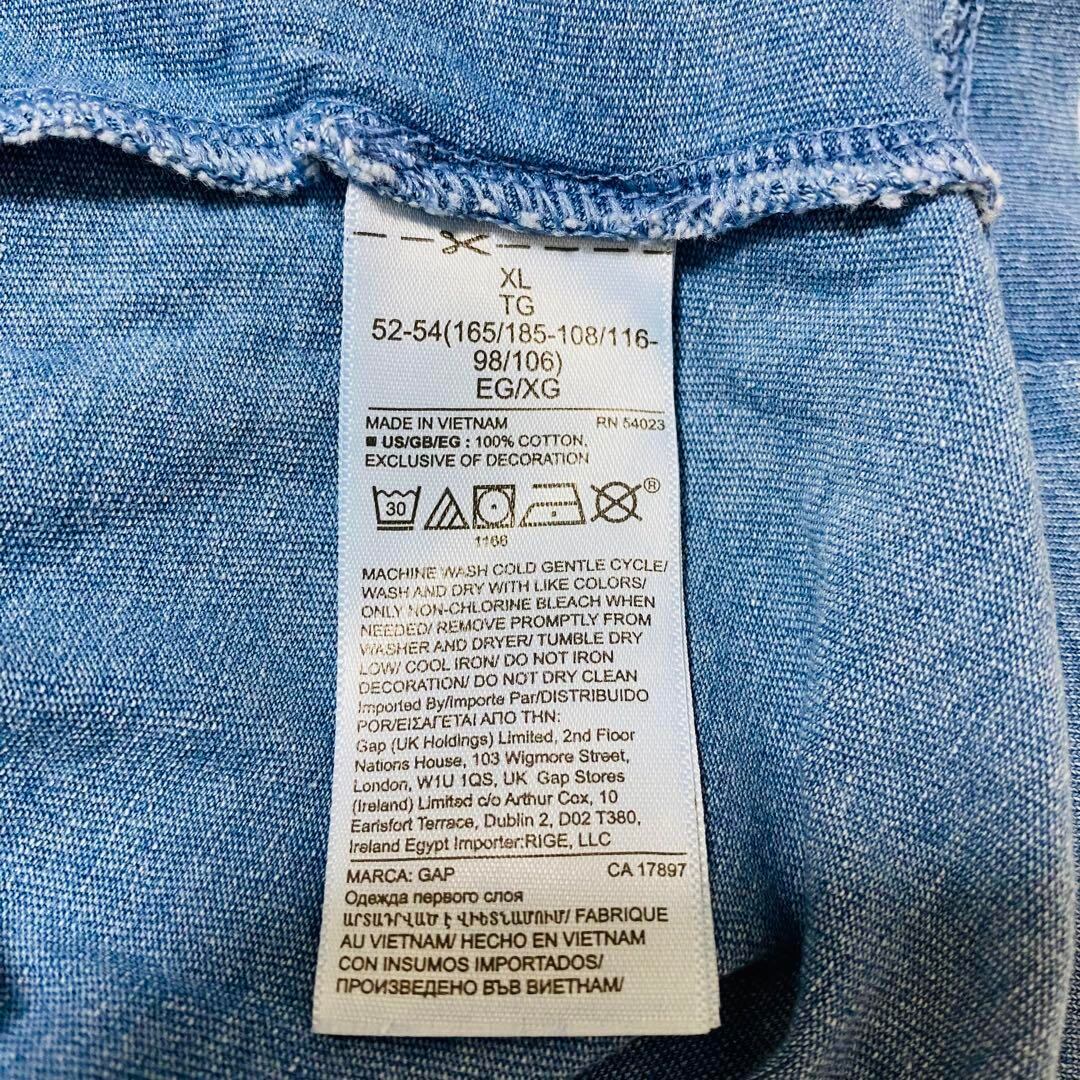 XL
TG
52-54(165/185-108/116-
98/106)
EG/XG
MADE IN VIETNAM RN 54023
■ US/GB/EG : 100% COTTON,
EXCLUSIVE OF DECORATION
30 ®
1166
MACHINE WASH COLD GENTLE CYCLE/
WASH AND DRY WITH LIKE COLORS/
ONLY NON-CHLORINE BLEACH WHEN
NEEDED/ REMOVE PROMPTLY FROM
WASHER AND DRYER/ TUMBLE DRY
LOW/ COOL IRON/ DO NOT IRON
DECORATION/ DO NOT DRY CLEAN
Imported By/Importe Par/DISTRIBUIDO
POR/ΕΙΣΑΓΕΤΑΙ ΑΠΟ ΤΗΝ:
Gap (UK Holdings) Limited, 2nd Floor
Nations House, 103 Wigmore Street,
London, W1U 1QS, UK Gap Stores
(Ireland) Limited c/o Arthur Cox, 10
Earlsfort Terrace, Dublin 2, D02 T380,
Ireland Egypt Importer:RIGE, LLC
MARCA: GAP CA 17897
Одежда первого слоя
ԱՐՏԱԴՐՎԱԾ Է ՎԻԵՏՆԱՄՈՒՄ/ FABRIQUE
AU VIETNAM/ HECHO EN VIETNAM
CON INSUMOS IMPORTADOS/
ПРОИЗВЕДЕНО ВЪВ ВИЕТНАМ/